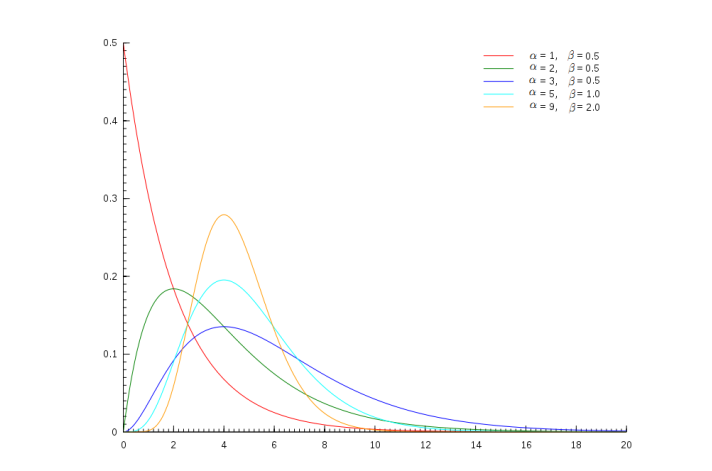 0.5
α = 1, β = 0.5
α = 2, β = 0.5
α = 3, β = 0.5
α = 5, β = 1.0
α = 9, β = 2.0
0.4
0.3
0.2
0.1
0
0 2 4 6 8 10 12 14 16 18 20